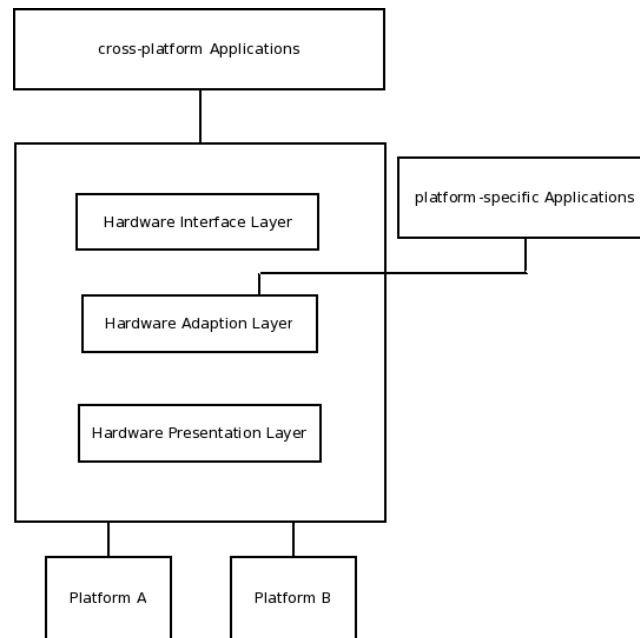 cross-platform Applications
platform-specific Applications
Hardware Interface Layer
Hardware Adaption Layer
Hardware Presentation Layer
Platform A
Platform B